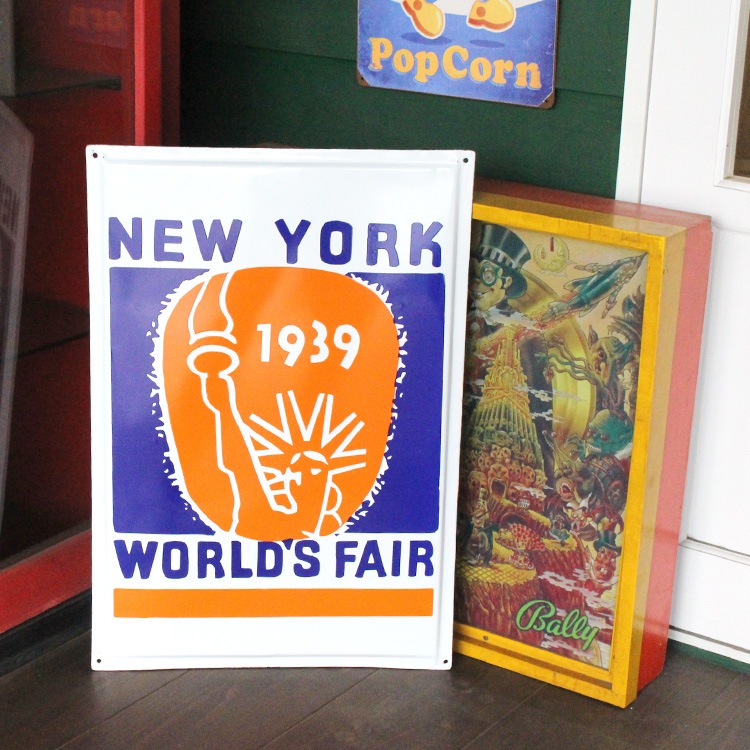 PopCorn
NEW YORK
1939
WORLD'S FAIR
Bally